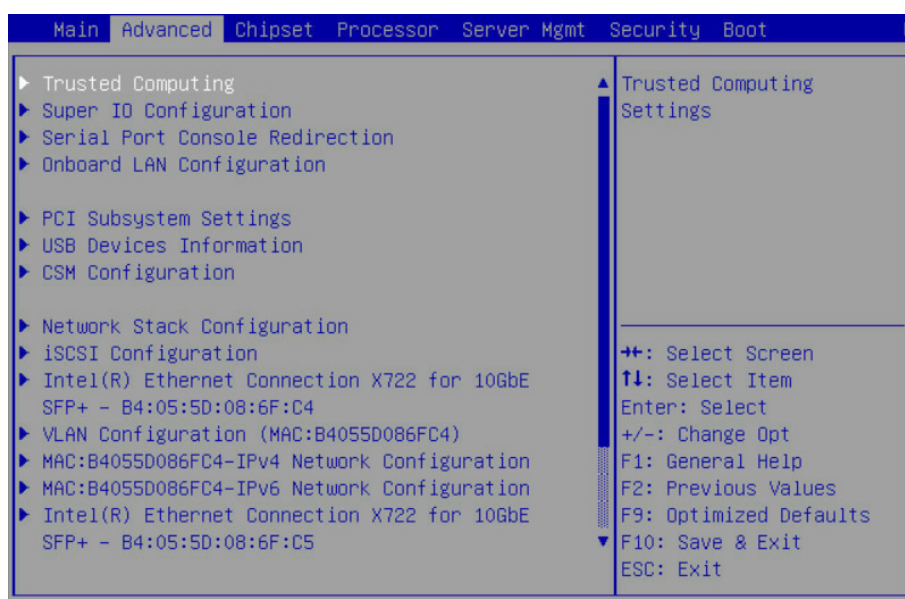 Main Advanced Chipset Processor Server Mgmt Security Boot
Trusted Computing
Super IO Configuration
Serial Port Console Redirection
Onboard LAN Configuration
PCI Subsystem Settings
USB Devices Information
CSM Configuration
Network Stack Configuration
iSCSI Configuration
Intel(R) Ethernet Connection X722 for 10GbE
SFP+ - B4:05:5D:08:6F:C4
VLAN Configuration (MAC:B4055D086FC4)
MAC:B4055D086FC4-IPv4 Network Configuration
MAC:B4055D086FC4-IPv6 Network Configuration
Intel(R) Ethernet Connection X722 for 10GbE
SFP+ - B4:05:5D:08:6F:C5
Trusted Computing
Settings
→←: Select Screen
↑↓: Select Item
Enter: Select
+/-: Change Opt
F1: General Help
F2: Previous Values
F9: Optimized Defaults
F10: Save & Exit
ESC: Exit